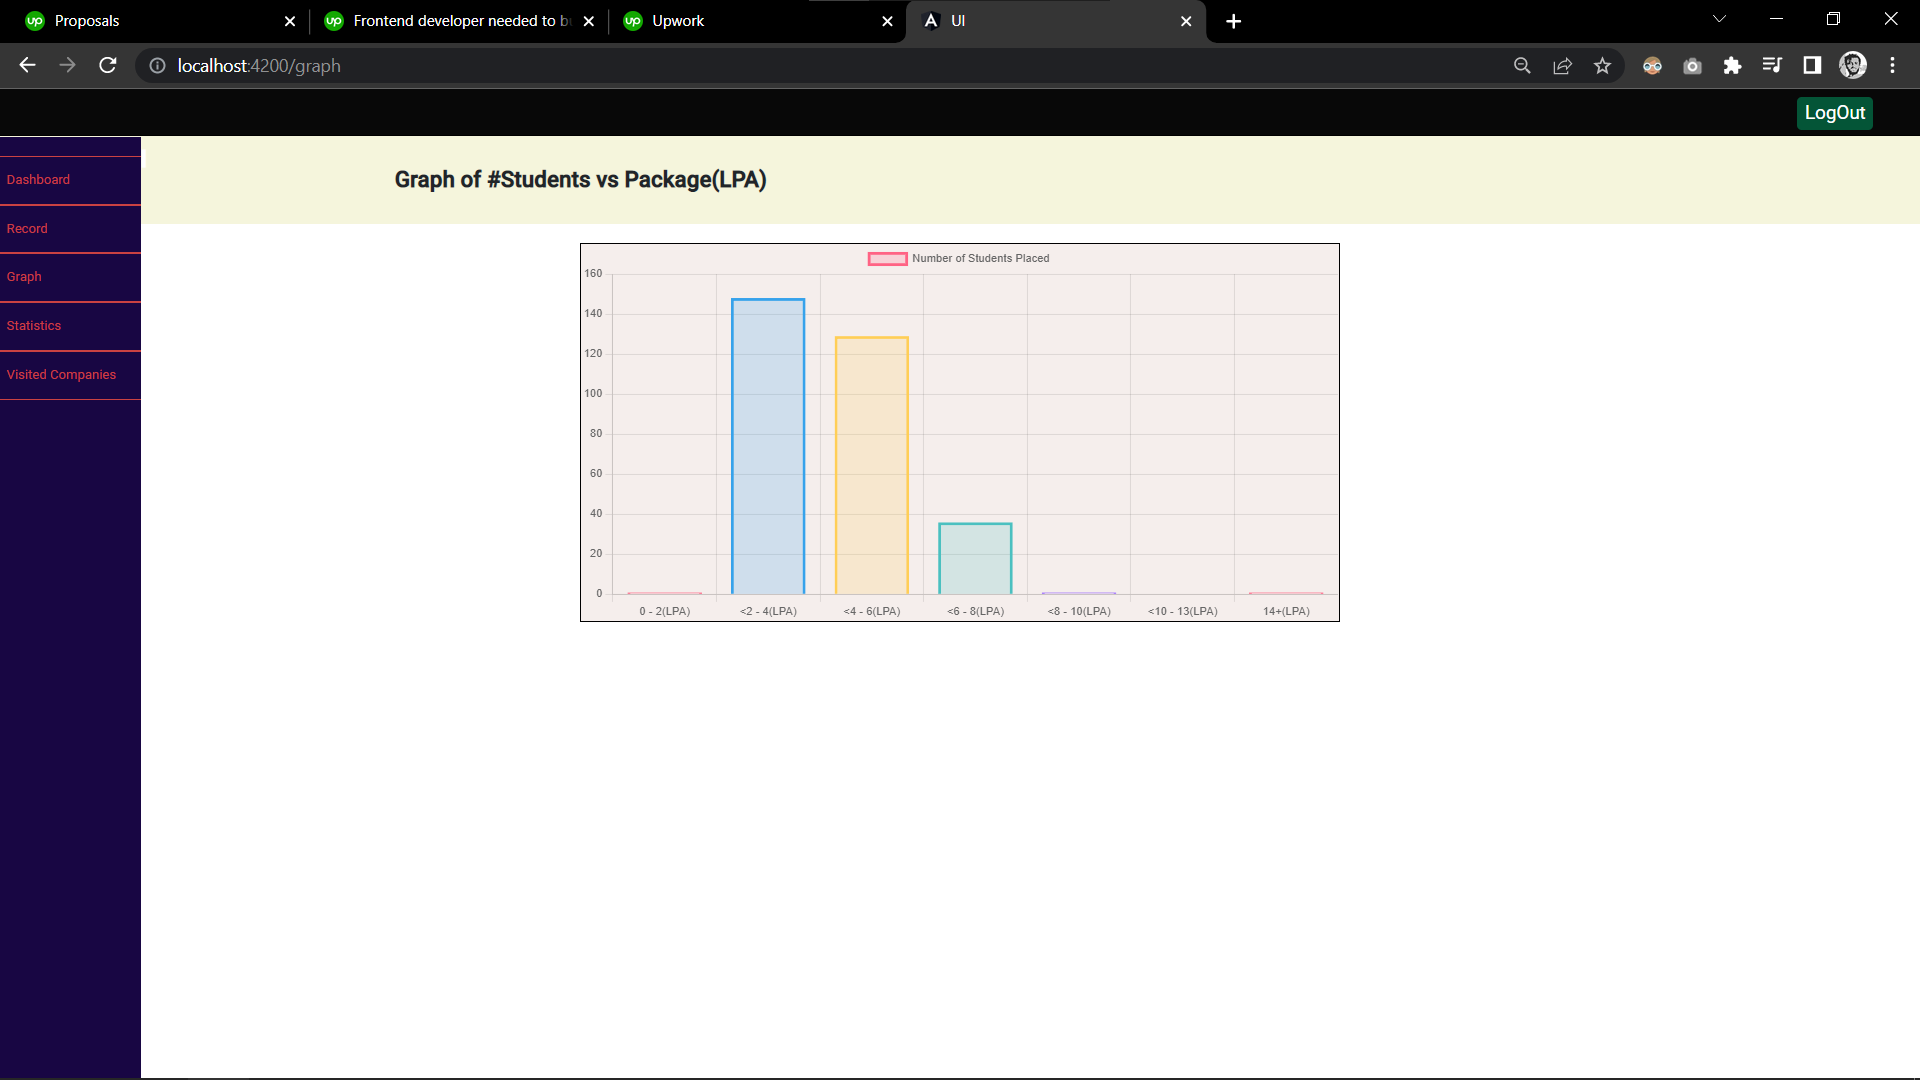 Proposals
Frontend developer needed to b
Upwork
UI
localhost:4200/graph
LogOut
Dashboard
Record
Graph
Statistics
Visited Companies
Graph of #Students vs Package(LPA)
Number of Students Placed
160
140
120
100
80
60
40
20
0
0 - 2(LPA) <2 - 4(LPA) <4 - 6(LPA) <6 - 8(LPA) <8 - 10(LPA) <10 - 13(LPA) 14+(LPA)